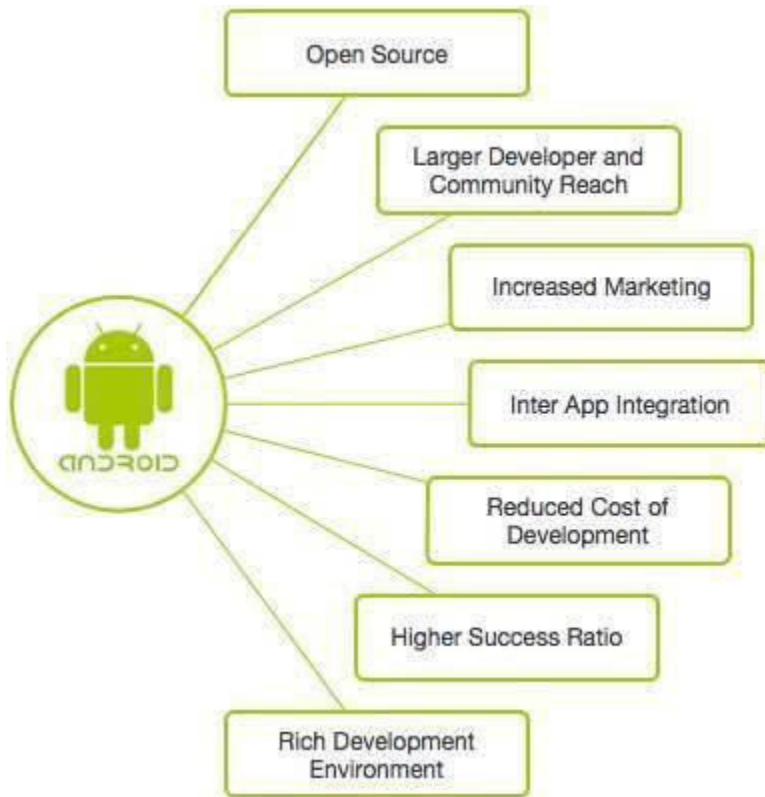 Open Source
Larger Developer and
Community Reach
Increased Marketing
Inter App Integration
ANDROID
Reduced Cost of
Development
Higher Success Ratio
Rich Development
Environment